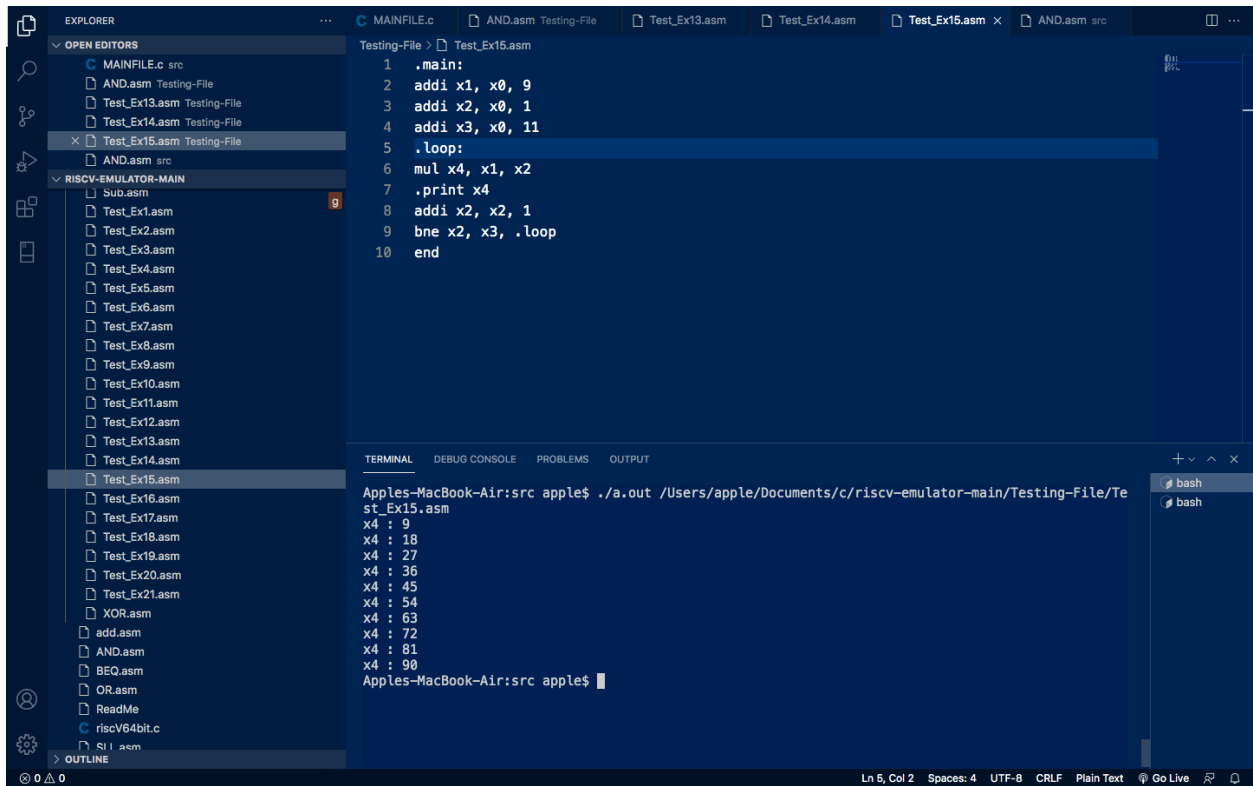 EXPLORER ···
OPEN EDITORS
C MAINFILE.c src
AND.asm Testing-File
Test_Ex13.asm Testing-File
Test_Ex14.asm Testing-File
× Test_Ex15.asm Testing-File
AND.asm src
RISCV-EMULATOR-MAIN
Sub.asm
g
Test_Ex1.asm
Test_Ex2.asm
Test_Ex3.asm
Test_Ex4.asm
Test_Ex5.asm
Test_Ex6.asm
Test_Ex7.asm
Test_Ex8.asm
Test_Ex9.asm
Test_Ex10.asm
Test_Ex11.asm
Test_Ex12.asm
Test_Ex13.asm
Test_Ex14.asm
Test_Ex15.asm
Test_Ex16.asm
Test_Ex17.asm
Test_Ex18.asm
Test_Ex19.asm
Test_Ex20.asm
Test_Ex21.asm
XOR.asm
add.asm
AND.asm
BEQ.asm
OR.asm
ReadMe
C riscV64bit.c
SLL.asm
OUTLINE
C MAINFILE.c AND.asm Testing-File Test_Ex13.asm Test_Ex14.asm Test_Ex15.asm × AND.asm src ···
Testing-File > Test_Ex15.asm
1 .main:
2 addi x1, x0, 9
3 addi x2, x0, 1
4 addi x3, x0, 11
5 .loop:
6 mul x4, x1, x2
7 .print x4
8 addi x2, x2, 1
9 bne x2, x3, .loop
10 end
TERMINAL DEBUG CONSOLE PROBLEMS OUTPUT
Apples-MacBook-Air:src apple$ ./a.out /Users/apple/Documents/c/riscv-emulator-main/Testing-File/Te
st_Ex15.asm
x4 : 9
x4 : 18
x4 : 27
x4 : 36
x4 : 45
x4 : 54
x4 : 63
x4 : 72
x4 : 81
x4 : 90
Apples-MacBook-Air:src apple$
bash
bash
0 0 Ln 5, Col 2 Spaces: 4 UTF-8 CRLF Plain Text Go Live